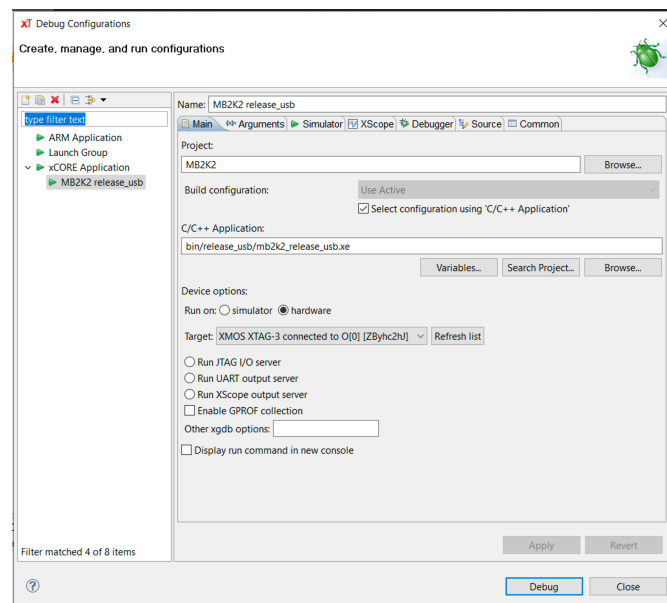 xT Debug Configurations
Create, manage, and run configurations
type filter text
ARM Application
Launch Group
xCORE Application
MB2K2 release_usb
Filter matched 4 of 8 items
Name: MB2K2 release_usb
Main Arguments Simulator XScope Debugger Source Common
Project:
MB2K2 Browse...
Build configuration: Use Active
Select configuration using 'C/C++ Application'
C/C++ Application:
bin/release_usb/mb2k2_release_usb.xe
Variables... Search Project... Browse...
Device options:
Run on: simulator hardware
Target: XMOS XTAG-3 connected to O[0] [ZByhc2hJ] Refresh list
Run JTAG I/O server
Run UART output server
Run XScope output server
Enable GPROF collection
Other xgdb options:
Display run command in new console
Apply Revert
? Debug Close